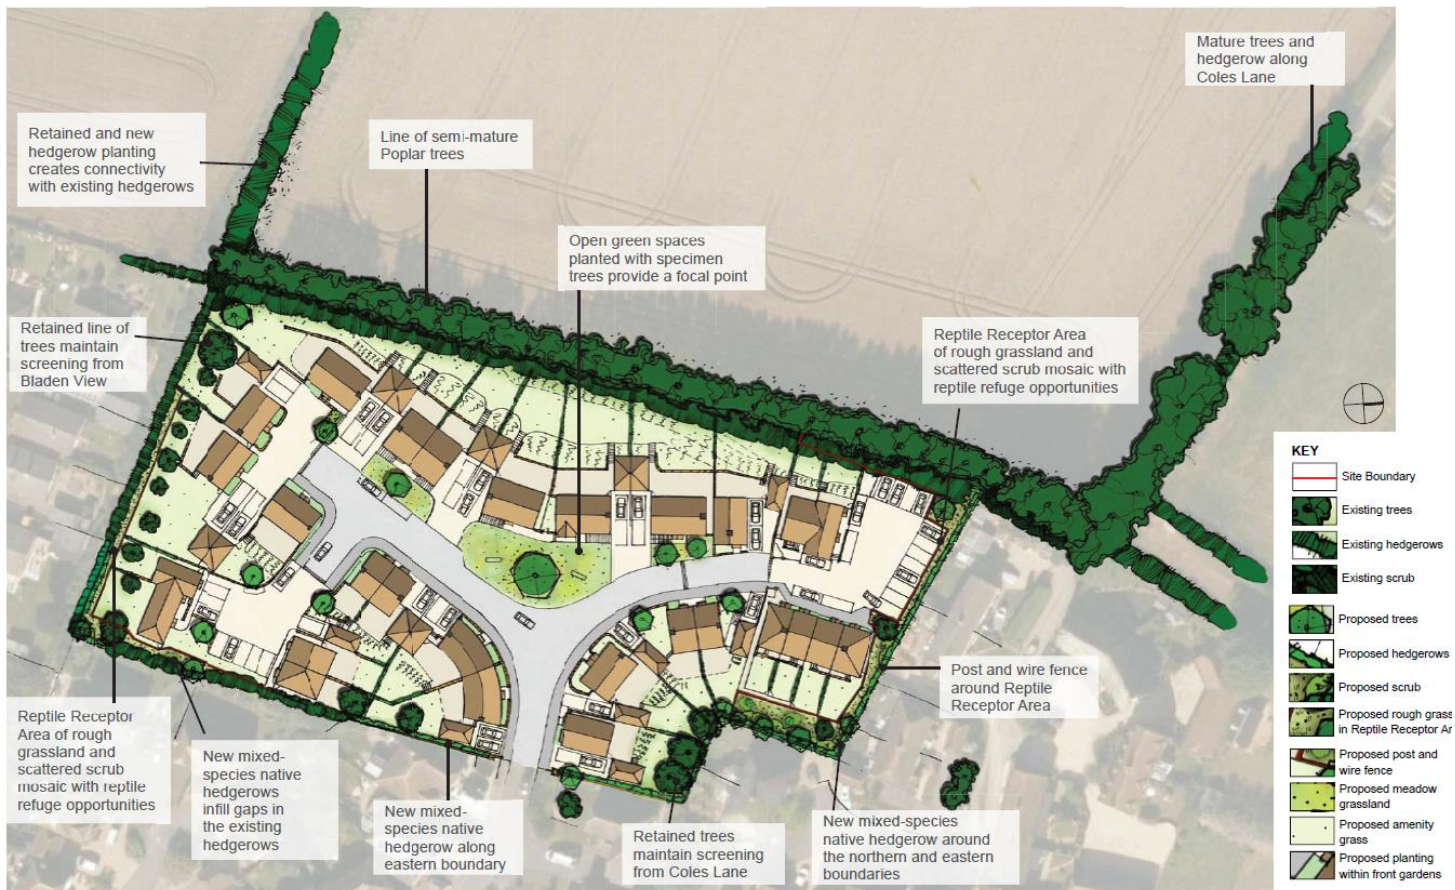 Mature trees and
hedgerow along
Coles Lane
Retained and new
hedgerow planting
creates connectivity
with existing hedgerows
Line of semi-mature
Poplar trees
Open green spaces
planted with specimen
trees provide a focal point
Retained line of
trees maintain
screening from
Bladen View
Reptile Receptor Area
of rough grassland and
scattered scrub mosaic with
reptile refuge opportunities
KEY
Site Boundary
Existing trees
Existing hedgerows
Existing scrub
Proposed trees
Proposed hedgerows
Proposed scrub
Proposed rough grass
in Reptile Receptor Ar
Proposed post and
wire fence
Proposed meadow
grassland
Proposed amenity
grass
Proposed planting
within front gardens
Post and wire fence
around Reptile
Receptor Area
Reptile Receptor
Area of rough
grassland and
scattered scrub
mosaic with reptile
refuge opportunities
New mixed-
species native
hedgerows
infill gaps in
the existing
hedgerows
New mixed-
species native
hedgerow along
eastern boundary
Retained trees
maintain screening
from Coles Lane
New mixed-species
native hedgerow around
the northern and eastern
boundaries